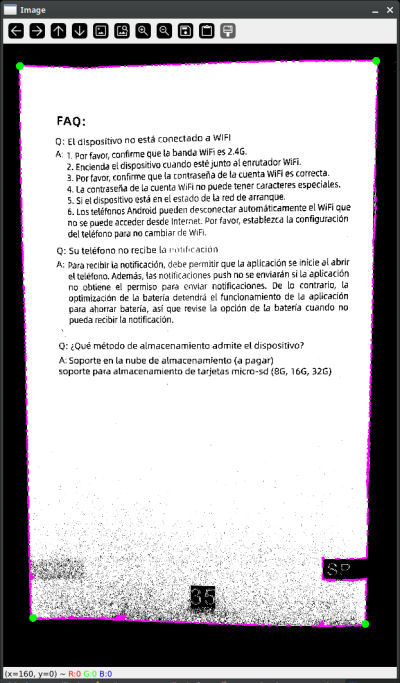 Image
FAQ:
Q: El dispositivo no está conectado a WIFI
A: 1. Por favor, confirme que la banda WiFi es 2.4G.
2. Encienda el dispositivo cuando esté junto al enrutador WiFi.
3. Por favor, confirme que la contraseña de la cuenta WiFi es correcta.
4. La contraseña de la cuenta WiFi no puede tener caracteres especiales.
5. Si el dispositivo está en el estado de la red de arranque.
6. Los teléfonos Android pueden desconectar automáticamente el WiFi que
no se puede acceder desde Internet. Por favor, establezca la configuración
del teléfono para no cambiar de WiFi.
Q: Su teléfono no recibe la notificación
A: Para recibir la notificación, debe permitir que la aplicación se inicie al abrir
el teléfono. Además, las notificaciones push no se enviarán si la aplicación
no obtiene el permiso para enviar notificaciones. De lo contrario, la
optimización de la batería detendrá el funcionamiento de la aplicación
para ahorrar batería, así que revise la opción de la batería cuando no
pueda recibir la notificación.
Q: ¿Qué método de almacenamiento admite el dispositivo?
A: Soporte en la nube de almacenamiento (a pagar)
soporte para almacenamiento de tarjetas micro-sd (8G, 16G, 32G)
SP
35
(x=160, y=0) ~ R:0 G:0 B:0